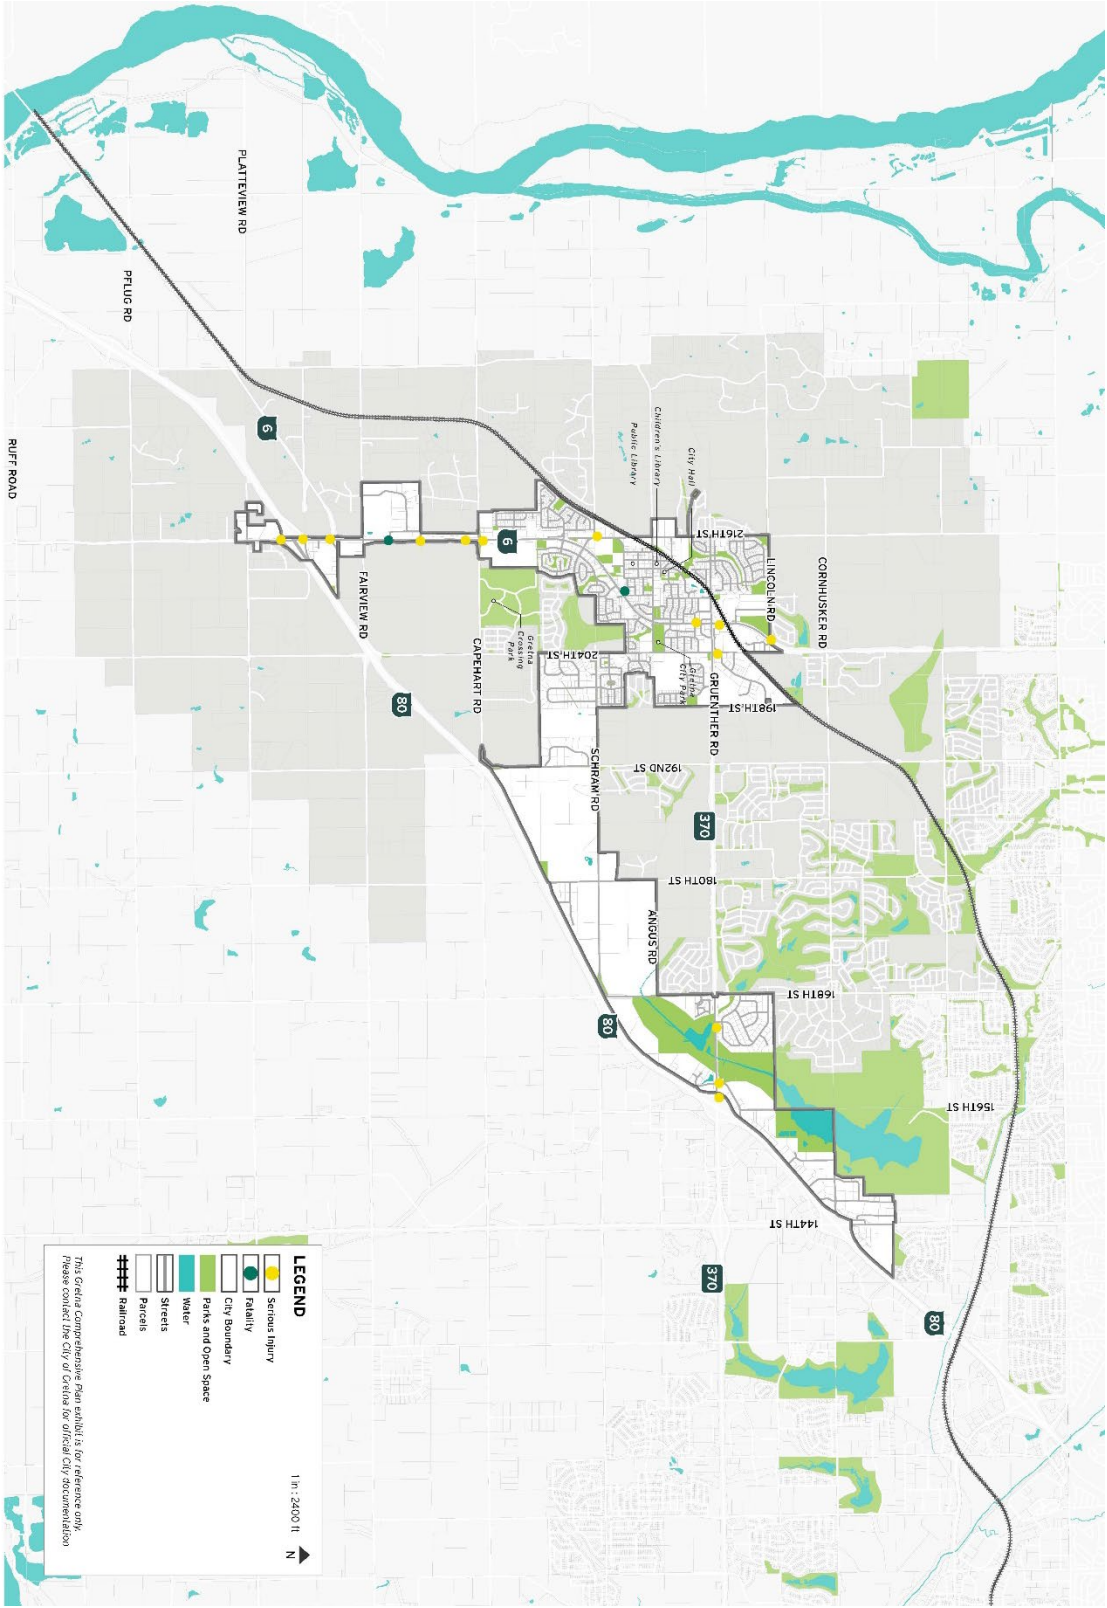 PLATTEVIEW RD
PFLUG RD
RUFF ROAD
6
FAIRVIEW RD
6
CAPEHART RD
Gretna
Crossing
Park
80
Public Library
Children's Library
City Hall
216TH ST
LINCOLN RD
CORNHUSKER RD
204TH ST
Gretna
City Park
GRUENTHER RD
198TH ST
192ND ST
SCHRAM RD
370
180TH ST
ANGUS RD
168TH ST
80
156TH ST
144TH ST
370
80
LEGEND
Serious Injury
Fatality
City Boundary
Parks and Open Space
Water
Streets
Parcels
Railroad
1 in : 2400 ft
N
This Gretna Comprehensive Plan exhibit is for reference only.
Please contact the City of Gretna for official City documentation